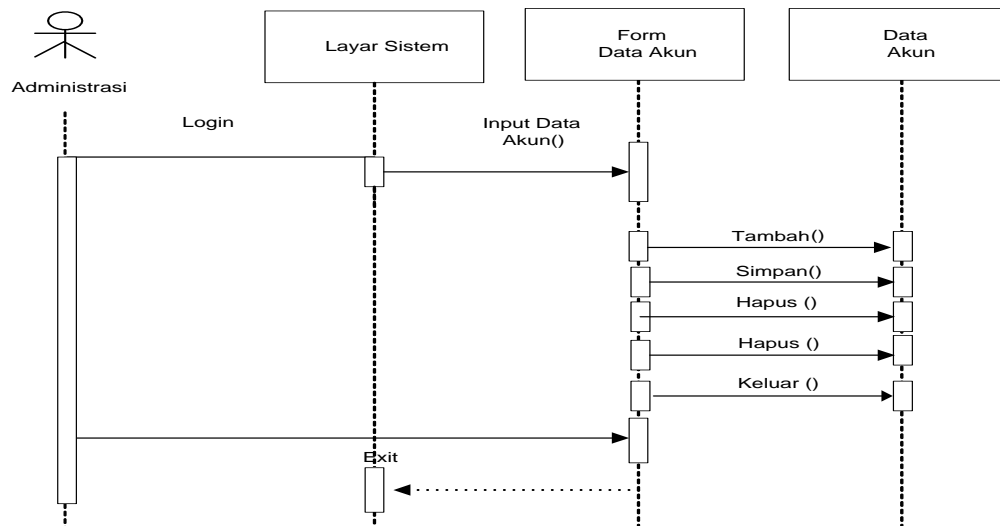 Administrasi
Layar Sistem
Form
Data Akun
Data
Akun
Login
Input Data
Akun()
Tambah()
Simpan()
Hapus ()
Hapus ()
Keluar ()
Exit